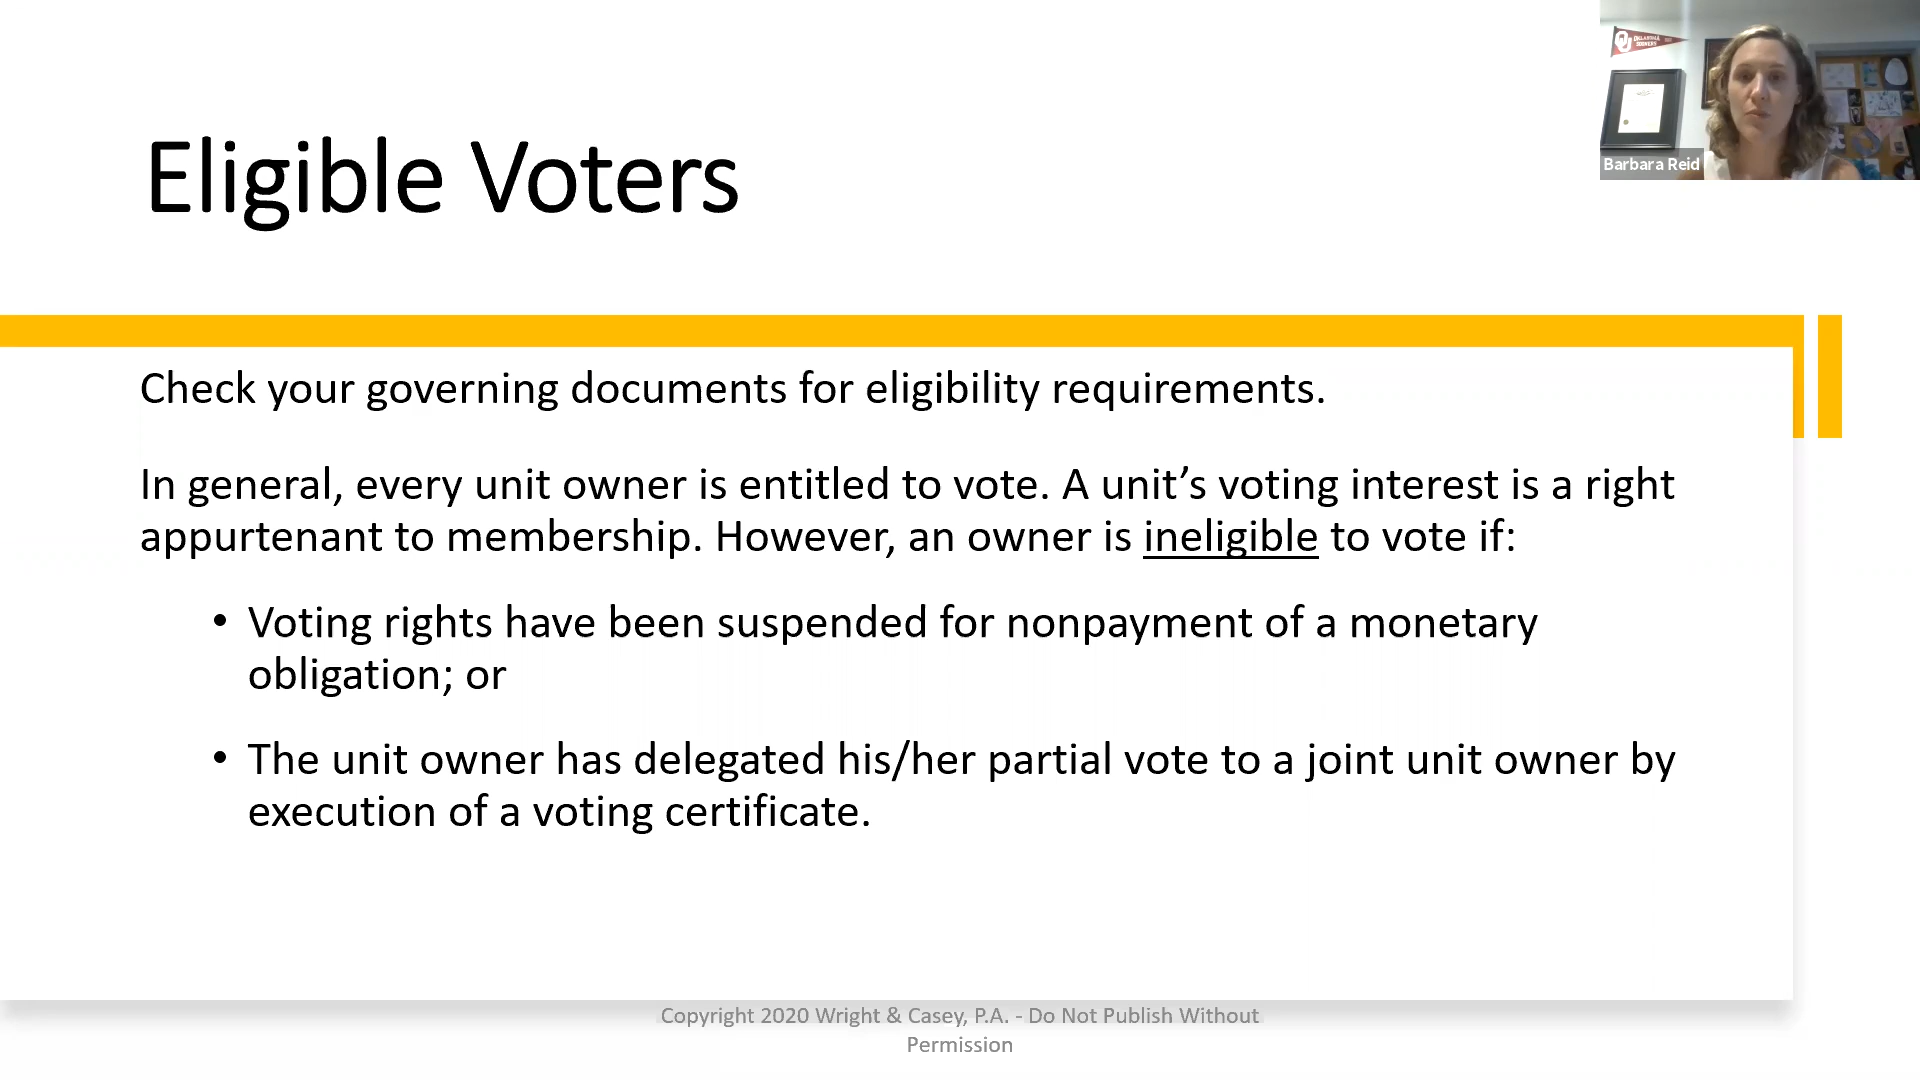 OU OKLAHOMA
SOONERS
Barbara Reid
Eligible Voters
Check your governing documents for eligibility requirements.
In general, every unit owner is entitled to vote. A unit’s voting interest is a right
appurtenant to membership. However, an owner is ineligible to vote if:
• Voting rights have been suspended for nonpayment of a monetary
obligation; or
• The unit owner has delegated his/her partial vote to a joint unit owner by
execution of a voting certificate.
Copyright 2020 Wright & Casey, P.A. - Do Not Publish Without
Permission